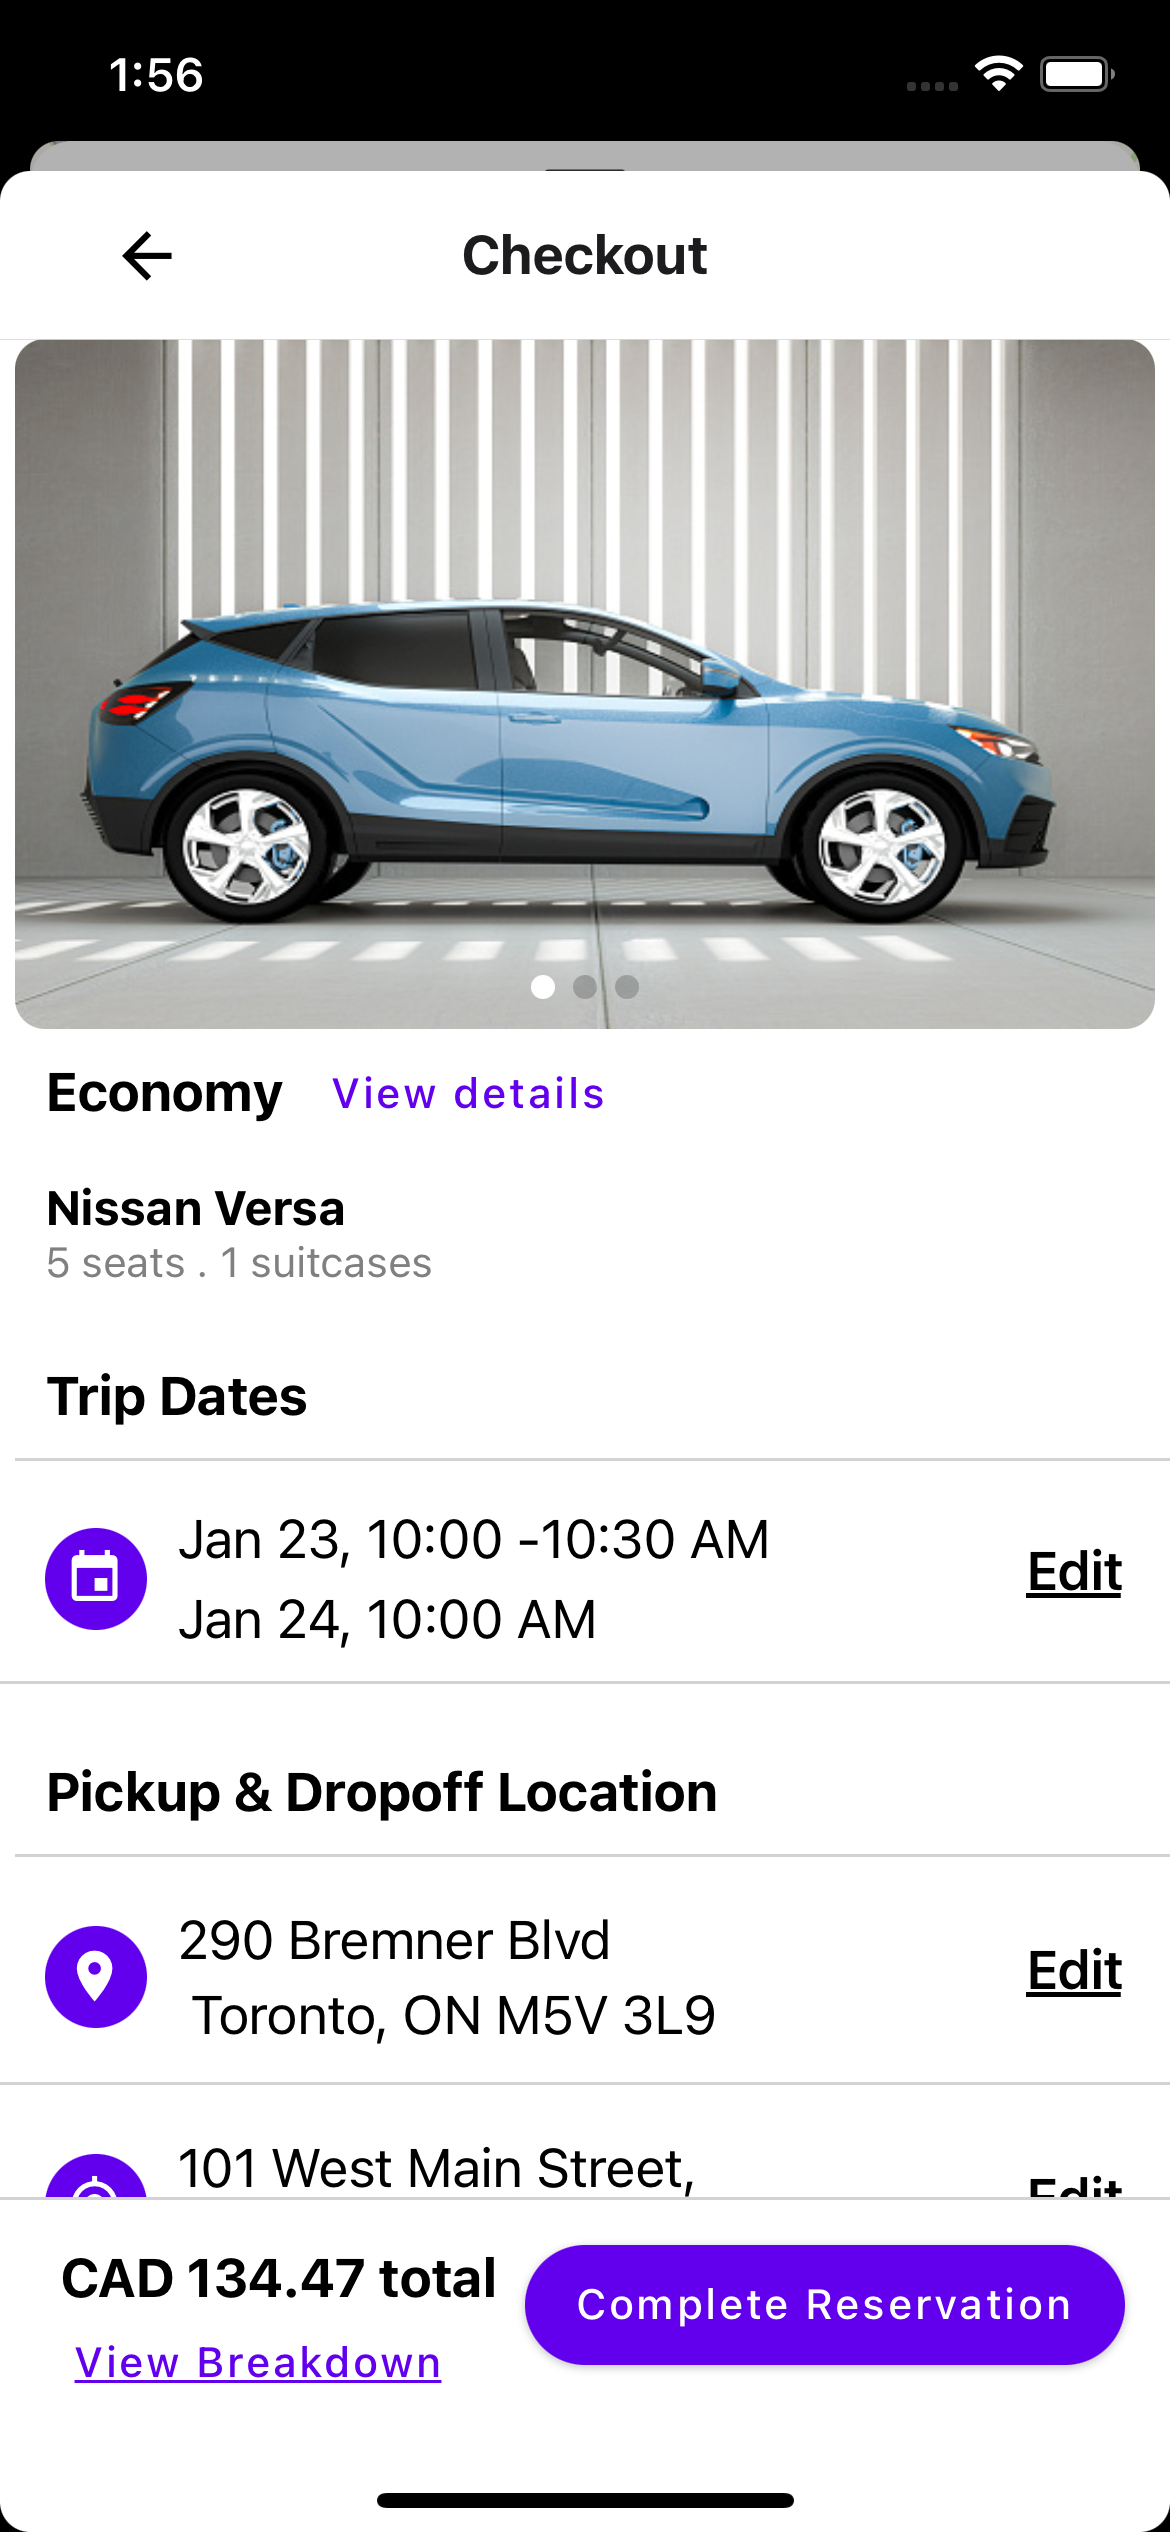 1:56
Checkout
Economy View details
Nissan Versa
5 seats . 1 suitcases
Trip Dates
Jan 23, 10:00 -10:30 AM
Jan 24, 10:00 AM
Edit
Pickup & Dropoff Location
290 Bremner Blvd
Toronto, ON M5V 3L9
Edit
101 West Main Street,
Edit
CAD 134.47 total
View Breakdown
Complete Reservation